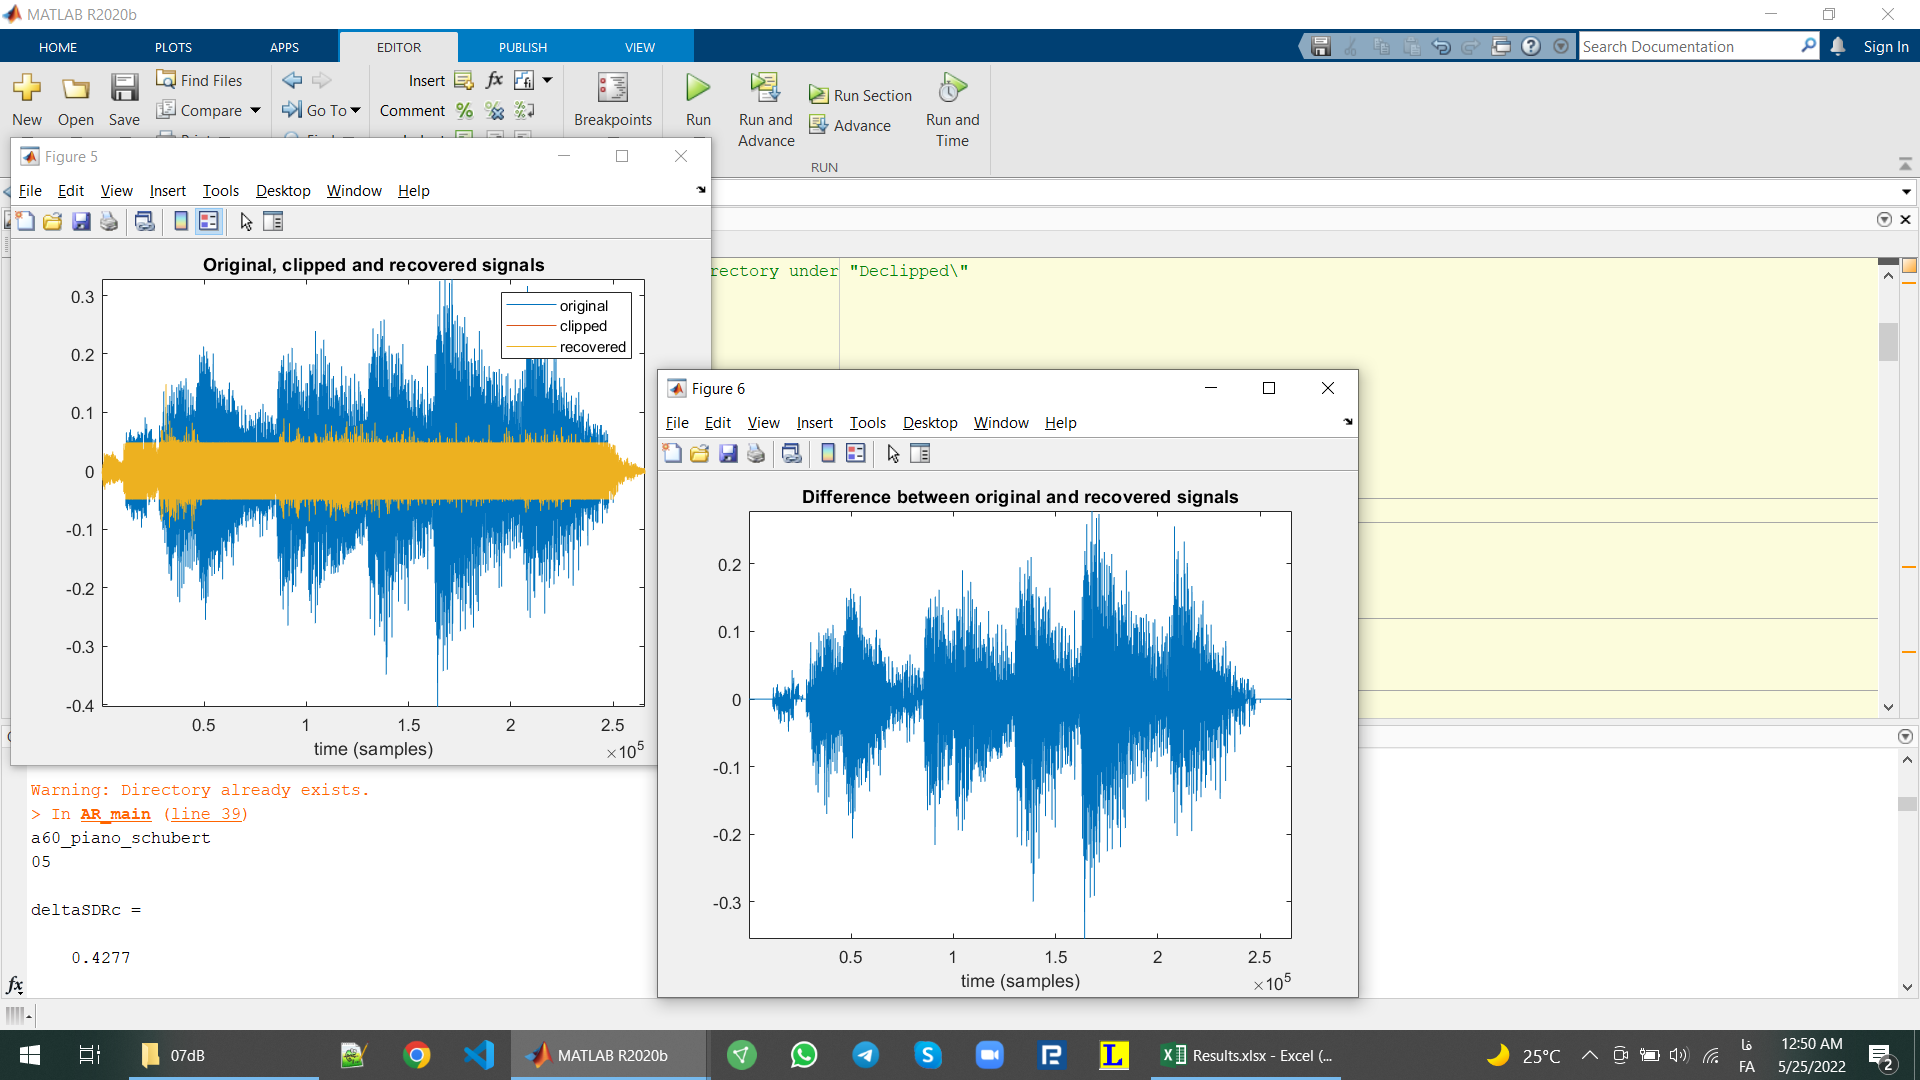 MATLAB R2020b
HOME PLOTS APPS EDITOR PUBLISH VIEW
Search Documentation
Sign In
New Open Save
Find Files
Compare
Go To
Insert
Comment
Breakpoints
Run
Run and Advance
Run Section
Advance
Run and Time
RUN
Figure 5
File Edit View Insert Tools Desktop Window Help
Original, clipped and recovered signals
original
clipped
recovered
0.3
0.2
0.1
0
-0.1
-0.2
-0.3
-0.4
0.5 1 1.5 2 2.5
time (samples)
×10^5
rectory under "Declipped\"
Figure 6
File Edit View Insert Tools Desktop Window Help
Difference between original and recovered signals
0.2
0.1
0
-0.1
-0.2
-0.3
0.5 1 1.5 2 2.5
time (samples)
×10^5
Warning: Directory already exists.
> In AR_main (line 39)
a60_piano_schubert
05
deltaSDRc =
0.4277
fx
07dB
MATLAB R2020b
Results.xlsx - Excel (...
25°C
فا
FA
12:50 AM
5/25/2022
2